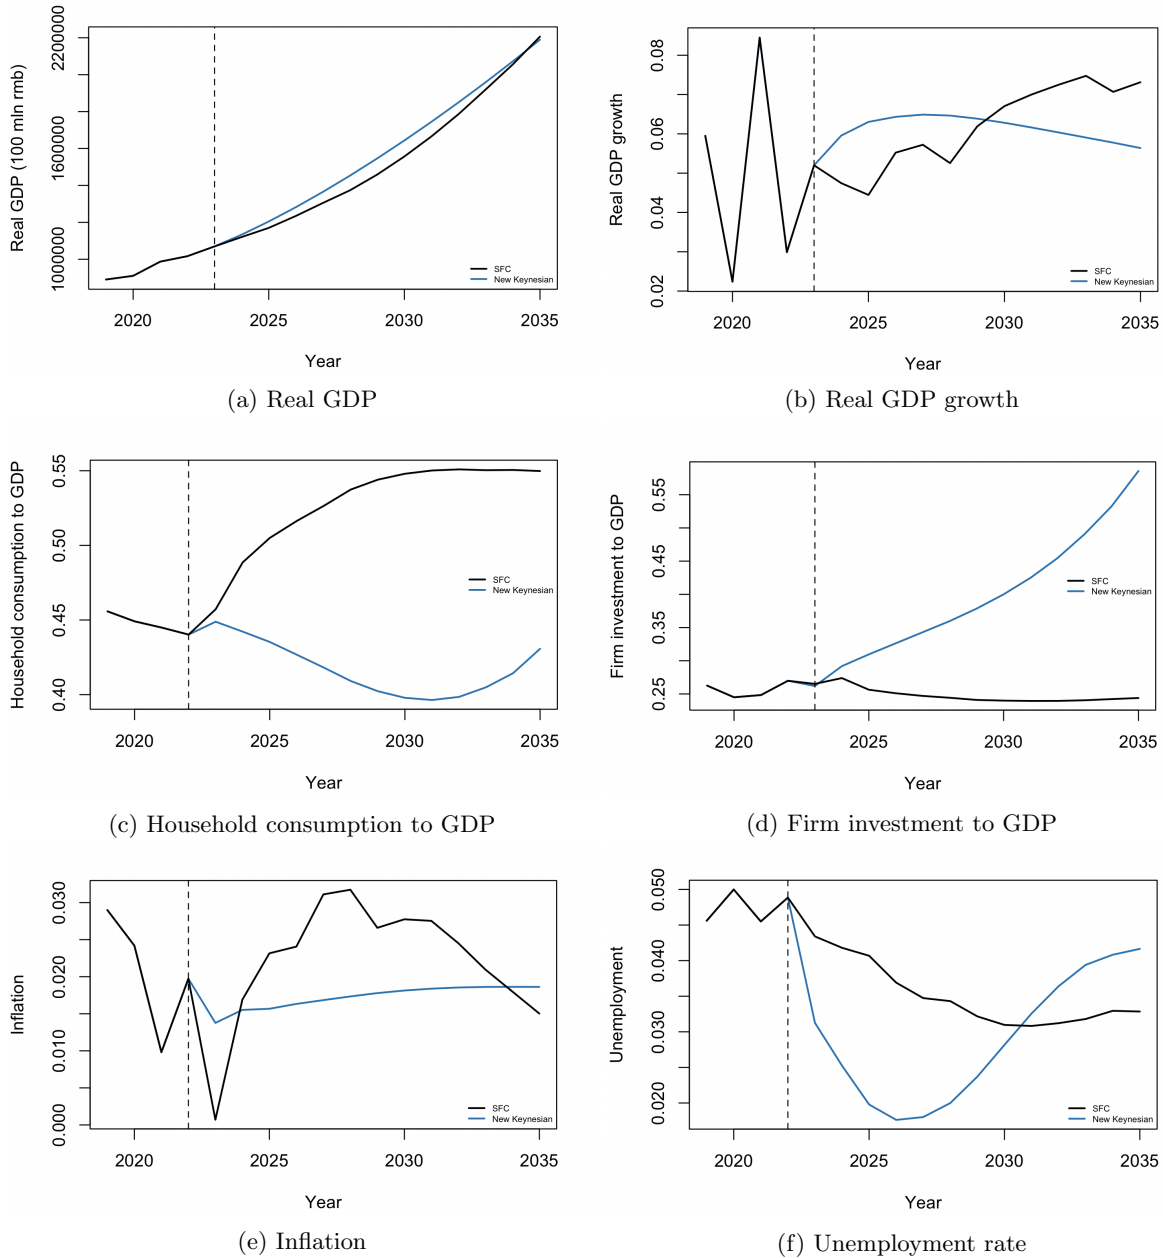 Real GDP (100 mln rmb)
2200000
1600000
1000000
SFC
New Keynesian
2020 2025 2030 2035
Year
(a) Real GDP
Real GDP growth
0.08
0.06
0.04
0.02
SFC
New Keynesian
2020 2025 2030 2035
Year
(b) Real GDP growth
Household consumption to GDP
0.55
0.50
0.45
0.40
SFC
New Keynesian
2020 2025 2030 2035
Year
(c) Household consumption to GDP
Firm investment to GDP
0.55
0.45
0.35
0.25
SFC
New Keynesian
2020 2025 2030 2035
Year
(d) Firm investment to GDP
Inflation
0.030
0.020
0.010
0.000
SFC
New Keynesian
2020 2025 2030 2035
Year
(e) Inflation
Unemployment
0.050
0.040
0.030
0.020
SFC
New Keynesian
2020 2025 2030 2035
Year
(f) Unemployment rate